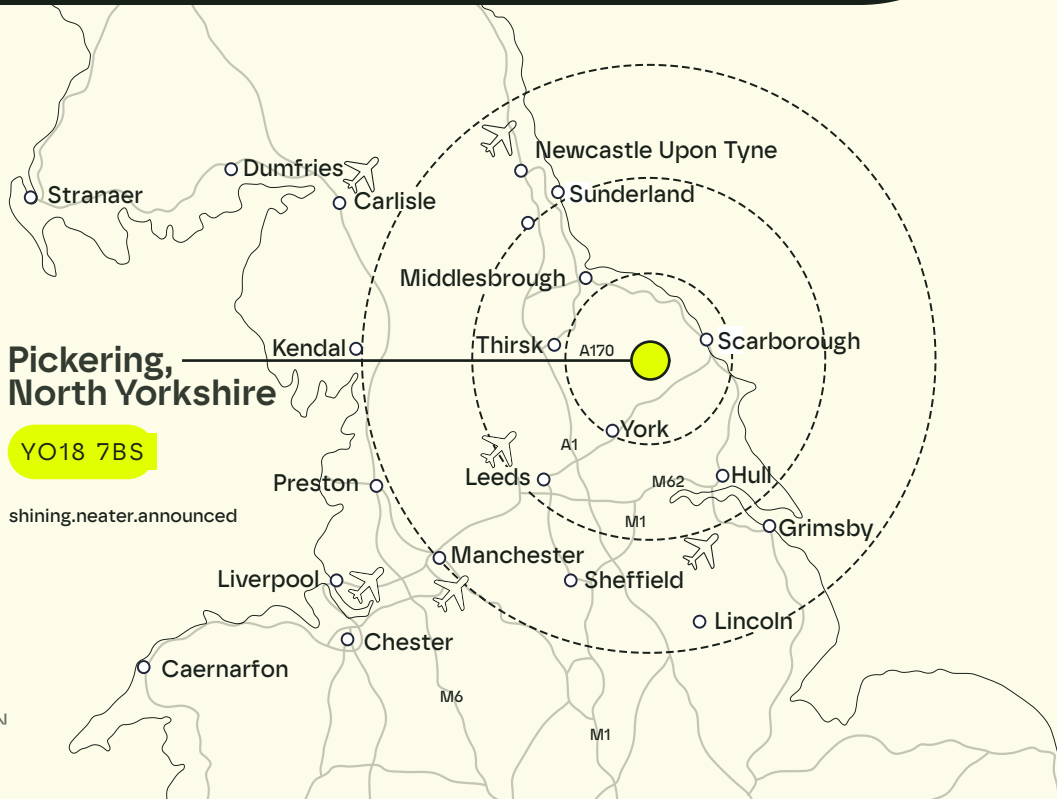 Newcastle Upon Tyne
Dumfries
Stranaer
Carlisle
Sunderland
Middlesbrough
Kendal
Thirsk
A170
Scarborough
Pickering,
North Yorkshire
York
YO18 7BS
A1
Leeds
M62
Hull
Preston
shining.neater.announced
M1
Grimsby
Manchester
Liverpool
Sheffield
Lincoln
Chester
Caernarfon
M6
N
M1